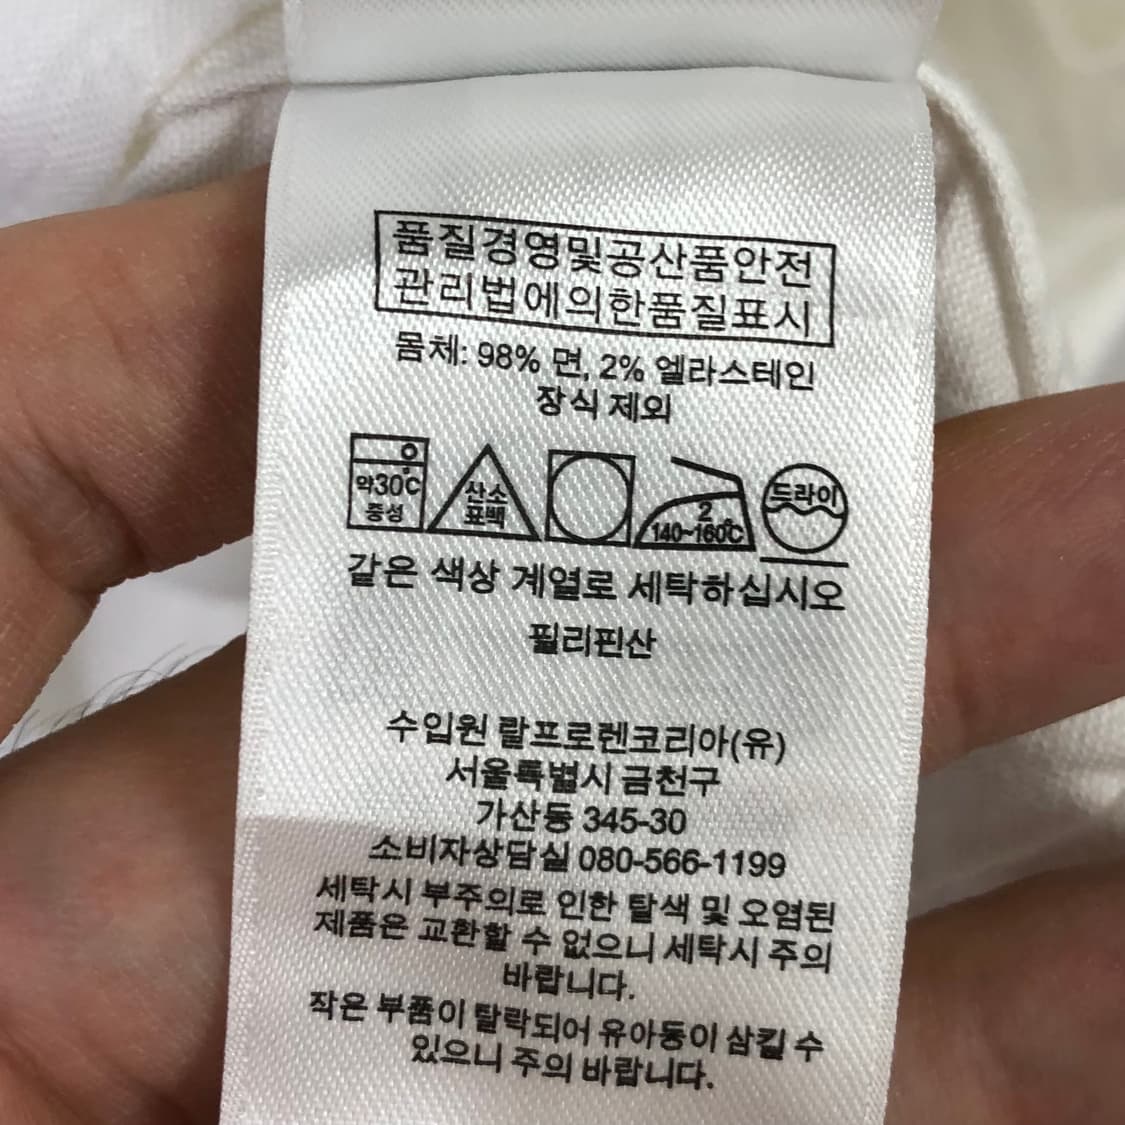 품질경영및공산품안전
관리법에의한품질표시
몸체: 98% 면, 2% 엘라스테인
장식 제외
약30℃
중성
산소
표백
2
140~160℃
드라이
같은 색상 계열로 세탁하십시오
필리핀산
수입원 랄프로렌코리아(유)
서울특별시 금천구
가산동 345-30
소비자상담실 080-566-1199
세탁시 부주의로 인한 탈색 및 오염된
제품은 교환할 수 없으니 세탁시 주의
바랍니다.
작은 부품이 탈락되어 유아동이 삼킬 수
있으니 주의 바랍니다.